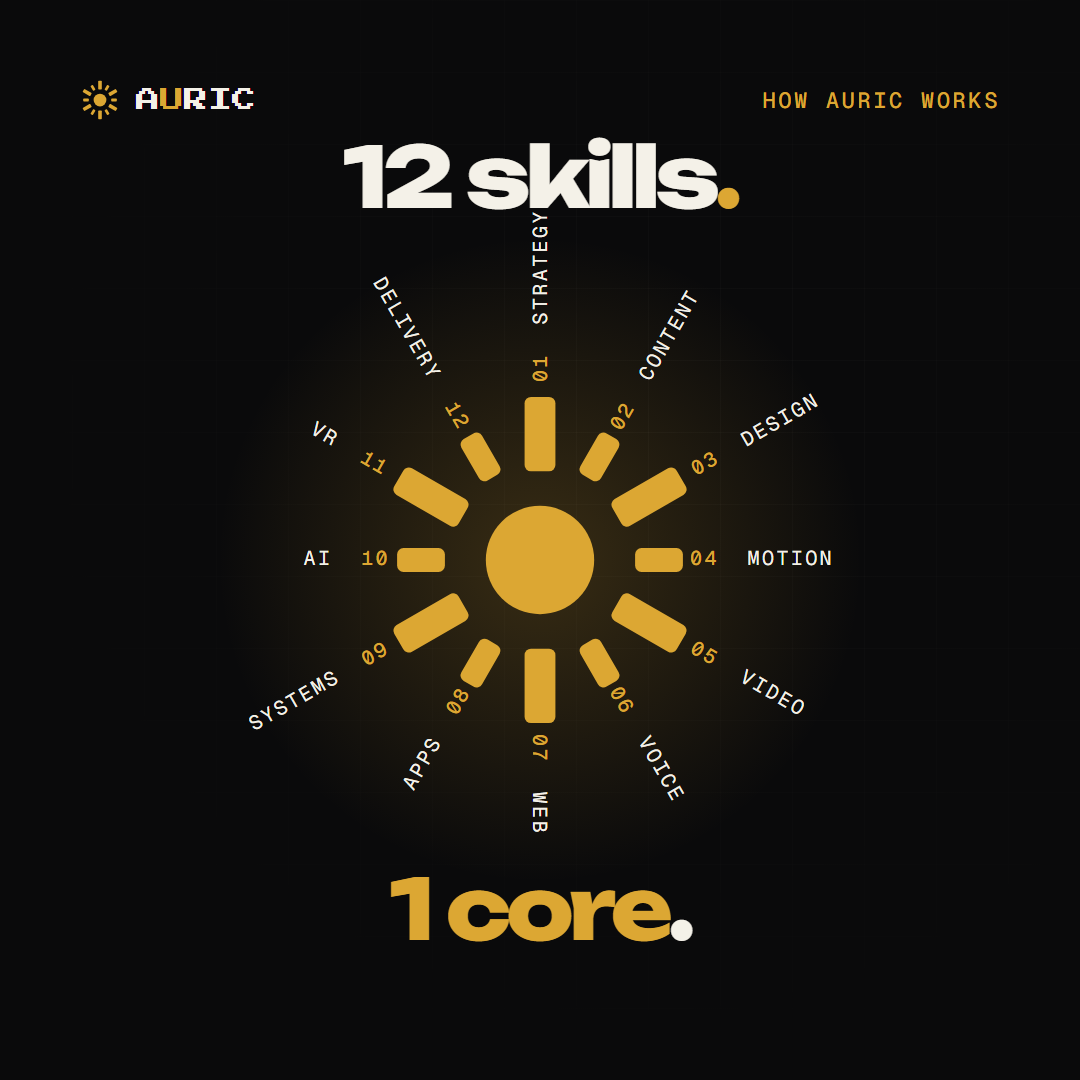 AURIC
HOW AURIC WORKS
12 skills.
01 STRATEGY
02 CONTENT
03 DESIGN
04 MOTION
05 VIDEO
06 VOICE
07 WEB
08 APPS
09 SYSTEMS
10 AI
11 VR
12 DELIVERY
1 core.